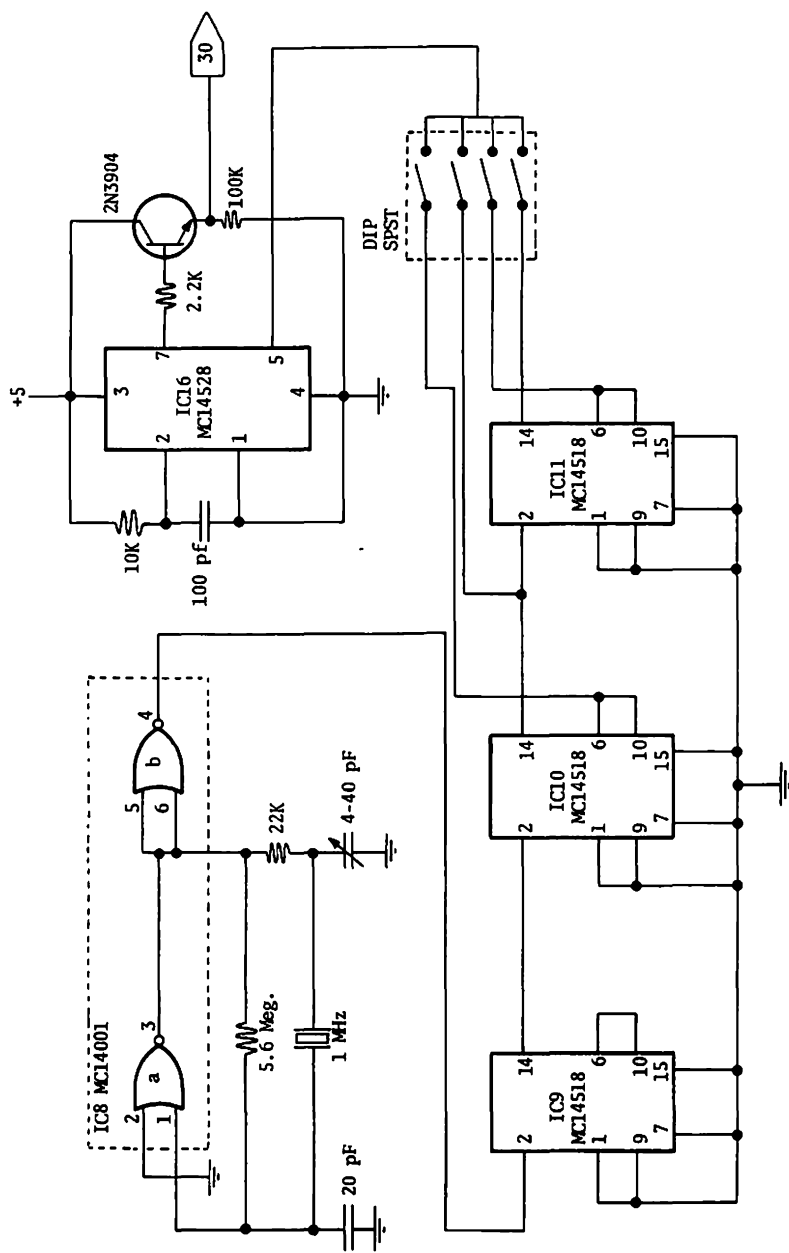 IC8 MC14001
2
1
a
3
5
6
b
4
5.6 Meg.
22K
1 MHz
20 pF
4-40 pF
+5
10K
100 pf
2
1
3
IC16
MC14528
4
7
5
2.2K
2N3904
100K
30
DIP
SPST
2
14
IC9
MC14518
1
6
9
10
7
15
2
14
IC10
MC14518
1
6
9
10
7
15
2
14
IC11
MC14518
1
6
9
10
7
15